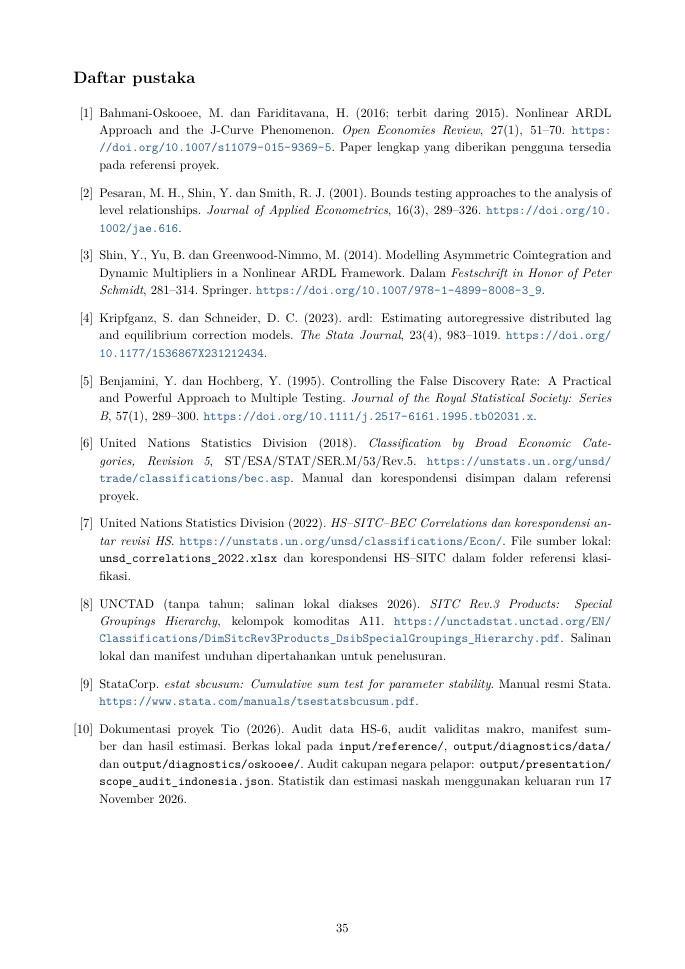 Daftar pustaka
[1] Bahmani-Oskooee, M. dan Fariditavana, H. (2016; terbit daring 2015). Nonlinear ARDL
Approach and the J-Curve Phenomenon. Open Economies Review, 27(1), 51–70. https:
//doi.org/10.1007/s11079-015-9369-5. Paper lengkap yang diberikan pengguna tersedia
pada referensi proyek.
[2] Pesaran, M. H., Shin, Y. dan Smith, R. J. (2001). Bounds testing approaches to the analysis of
level relationships. Journal of Applied Econometrics, 16(3), 289–326. https://doi.org/10.
1002/jae.616.
[3] Shin, Y., Yu, B. dan Greenwood-Nimmo, M. (2014). Modelling Asymmetric Cointegration and
Dynamic Multipliers in a Nonlinear ARDL Framework. Dalam Festschrift in Honor of Peter
Schmidt, 281–314. Springer. https://doi.org/10.1007/978-1-4899-8008-3_9.
[4] Kripfganz, S. dan Schneider, D. C. (2023). ardl: Estimating autoregressive distributed lag
and equilibrium correction models. The Stata Journal, 23(4), 983–1019. https://doi.org/
10.1177/1536867X231212434.
[5] Benjamini, Y. dan Hochberg, Y. (1995). Controlling the False Discovery Rate: A Practical
and Powerful Approach to Multiple Testing. Journal of the Royal Statistical Society: Series
B, 57(1), 289–300. https://doi.org/10.1111/j.2517-6161.1995.tb02031.x.
[6] United Nations Statistics Division (2018). Classification by Broad Economic Cate-
gories, Revision 5, ST/ESA/STAT/SER.M/53/Rev.5. https://unstats.un.org/unsd/
trade/classifications/bec.asp. Manual dan korespondensi disimpan dalam referensi
proyek.
[7] United Nations Statistics Division (2022). HS–SITC–BEC Correlations dan korespondensi an-
tar revisi HS. https://unstats.un.org/unsd/classifications/Econ/. File sumber lokal:
unsd_correlations_2022.xlsx dan korespondensi HS–SITC dalam folder referensi klasi-
fikasi.
[8] UNCTAD (tanpa tahun; salinan lokal diakses 2026). SITC Rev.3 Products: Special
Groupings Hierarchy, kelompok komoditas A11. https://unctadstat.unctad.org/EN/
Classifications/DimSitcRev3Products_DsibSpecialGroupings_Hierarchy.pdf. Salinan
lokal dan manifest unduhan dipertahankan untuk penelusuran.
[9] StataCorp. estat sbcusum: Cumulative sum test for parameter stability. Manual resmi Stata.
https://www.stata.com/manuals/tsestatsbcusum.pdf.
[10] Dokumentasi proyek Tio (2026). Audit data HS-6, audit validitas makro, manifest sum-
ber dan hasil estimasi. Berkas lokal pada input/reference/, output/diagnostics/data/
dan output/diagnostics/oskooee/. Audit cakupan negara pelapor: output/presentation/
scope_audit_indonesia.json. Statistik dan estimasi naskah menggunakan keluaran run 17
November 2026.
35